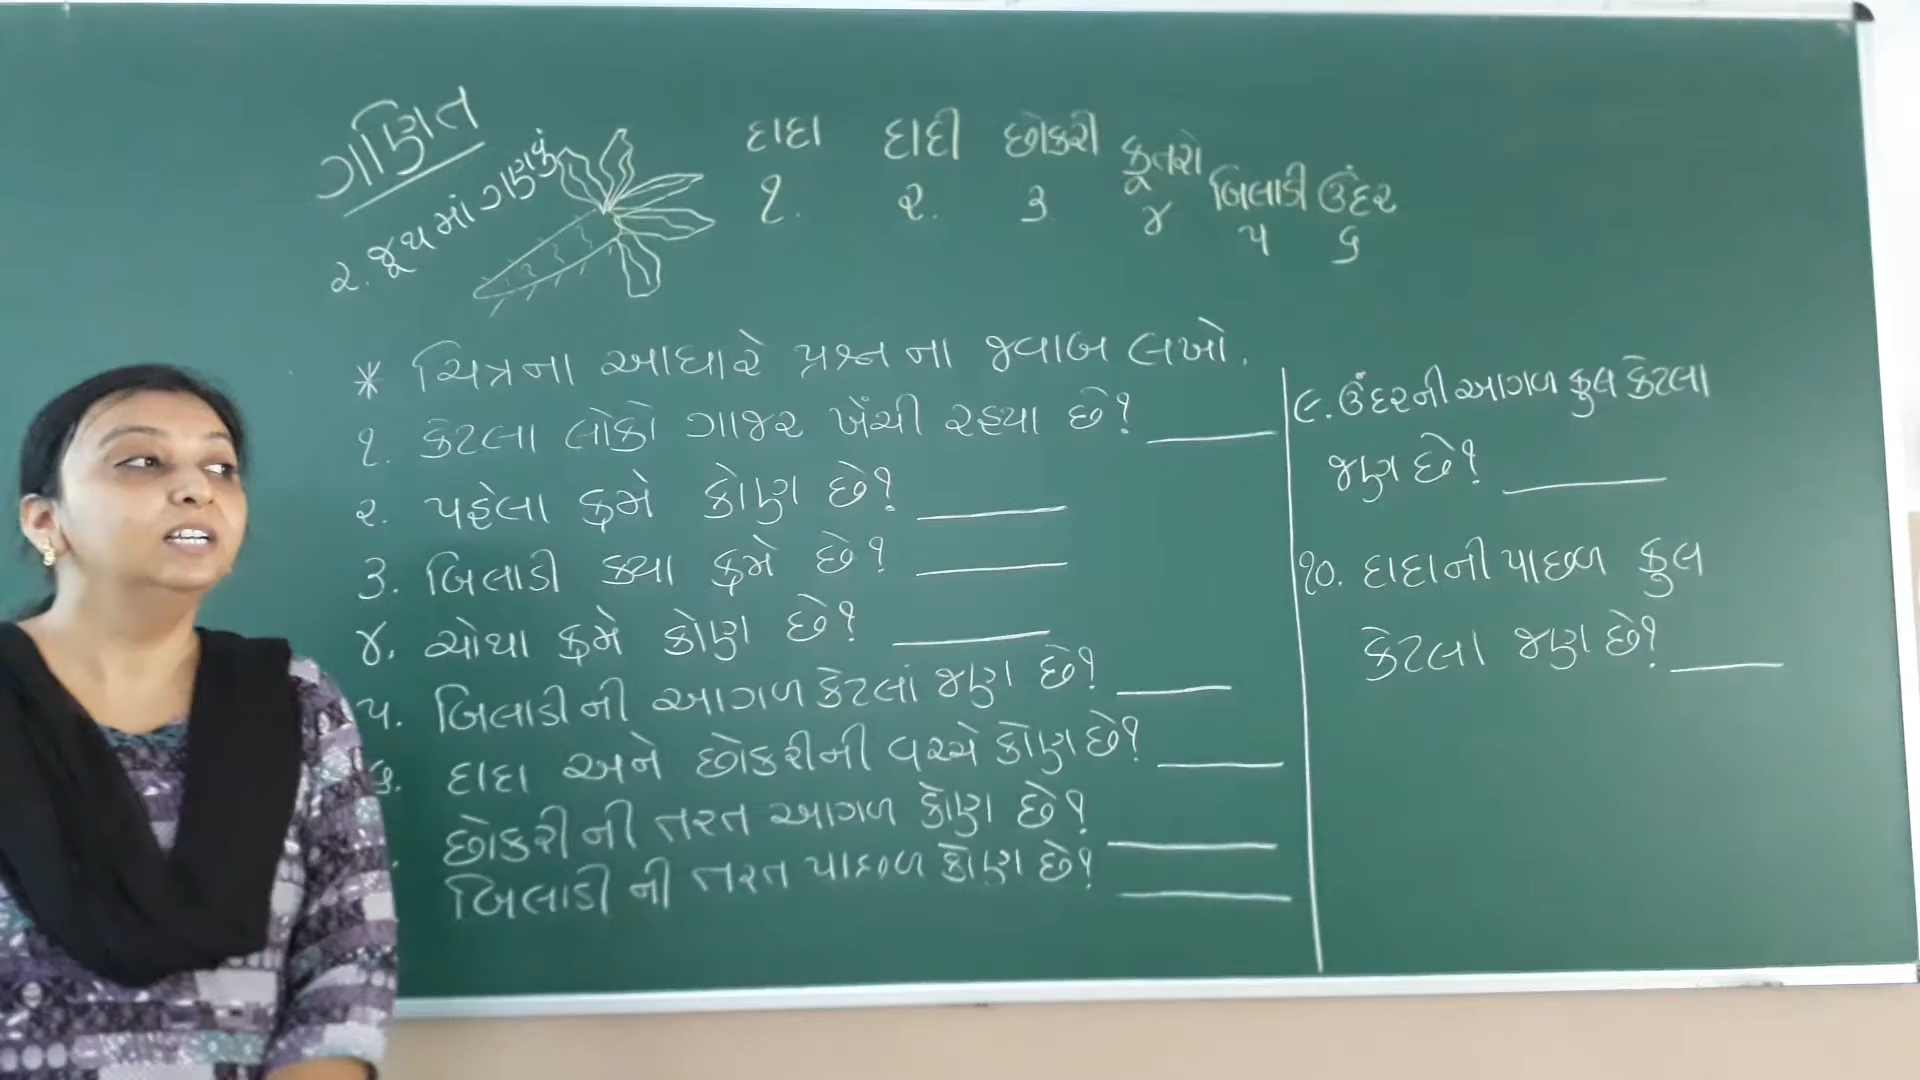 ગણિત
૨. જૂથમાં ગણવું
દાદા દાદી છોકરી કૂતરો બિલાડી ઉંદર
૧. ૨. ૩ ૪ ૫ ૬
* ચિત્રના આધારે પ્રશ્ન ના જવાબ લખો.
૧. કેટલા લોકો ગાજર ખેંચી રહ્યા છે?
૨. પહેલા ક્રમે કોણ છે?
૩. બિલાડી ક્યા ક્રમે છે?
૪. ચોથા ક્રમે કોણ છે?
૫. બિલાડીની આગળ કેટલાં જણ છે?
૬. દાદા અને છોકરીની વચ્ચે કોણ છે?
છોકરી ની તરત આગળ કોણ છે?
બિલાડી ની તરત પાછળ કોણ છે?
૯. ઉંદરની આગળ કુલ કેટલા
જણ છે?
૧૦. દાદાની પાછળ કુલ
કેટલા જણ છે?